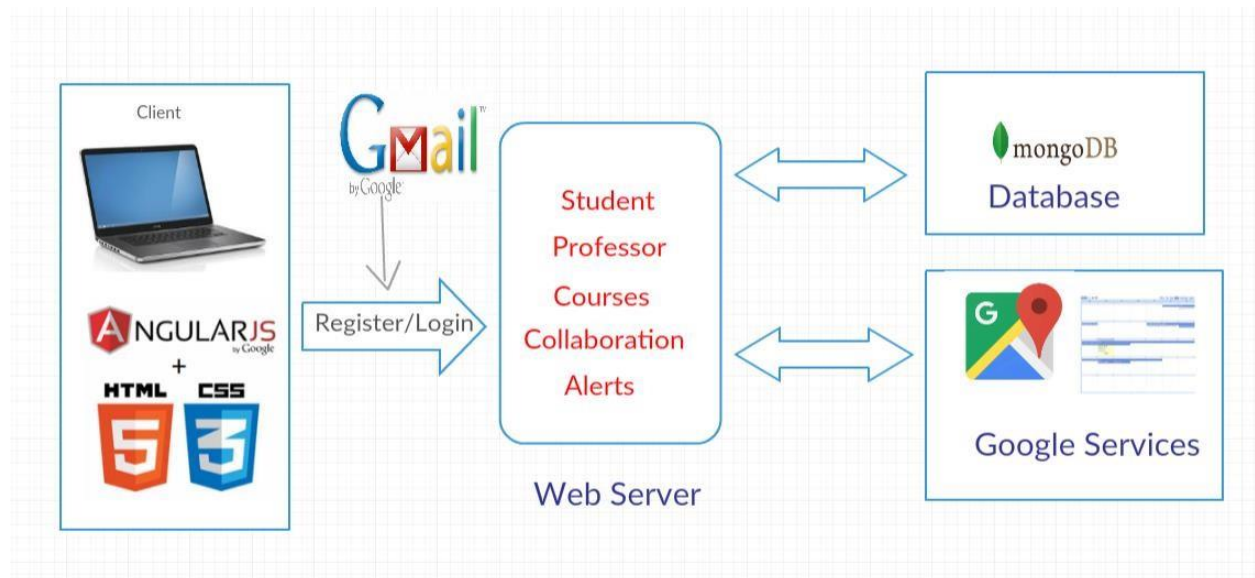 Client
ANGULARJS
by Google
+
HTML
5
CSS
3
Gmail
TM
by Google
Register/Login
Student
Professor
Courses
Collaboration
Alerts
Web Server
mongoDB
Database
G
Google Services